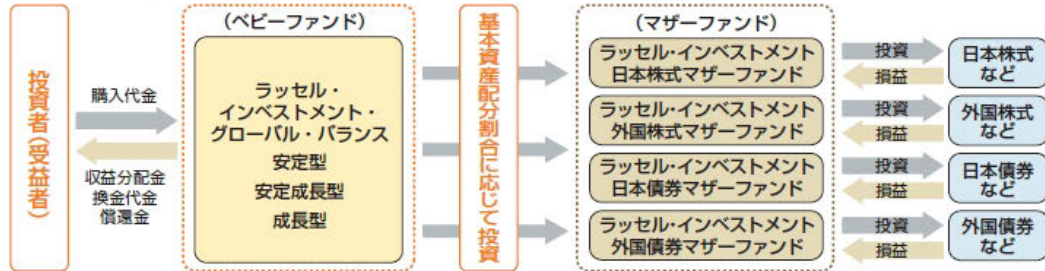 投資者(受益者)
購入代金
収益分配金
換金代金
償還金
(ベビーファンド)
ラッセル・
インベストメント・
グローバル・バランス
安定型
安定成長型
成長型
基本資産配分割合に応じて投資
(マザーファンド)
ラッセル・インベストメント
日本株式マザーファンド
投資
損益
日本株式
など
ラッセル・インベストメント
外国株式マザーファンド
投資
損益
外国株式
など
ラッセル・インベストメント
日本債券マザーファンド
投資
損益
日本債券
など
ラッセル・インベストメント
外国債券マザーファンド
投資
損益
外国債券
など